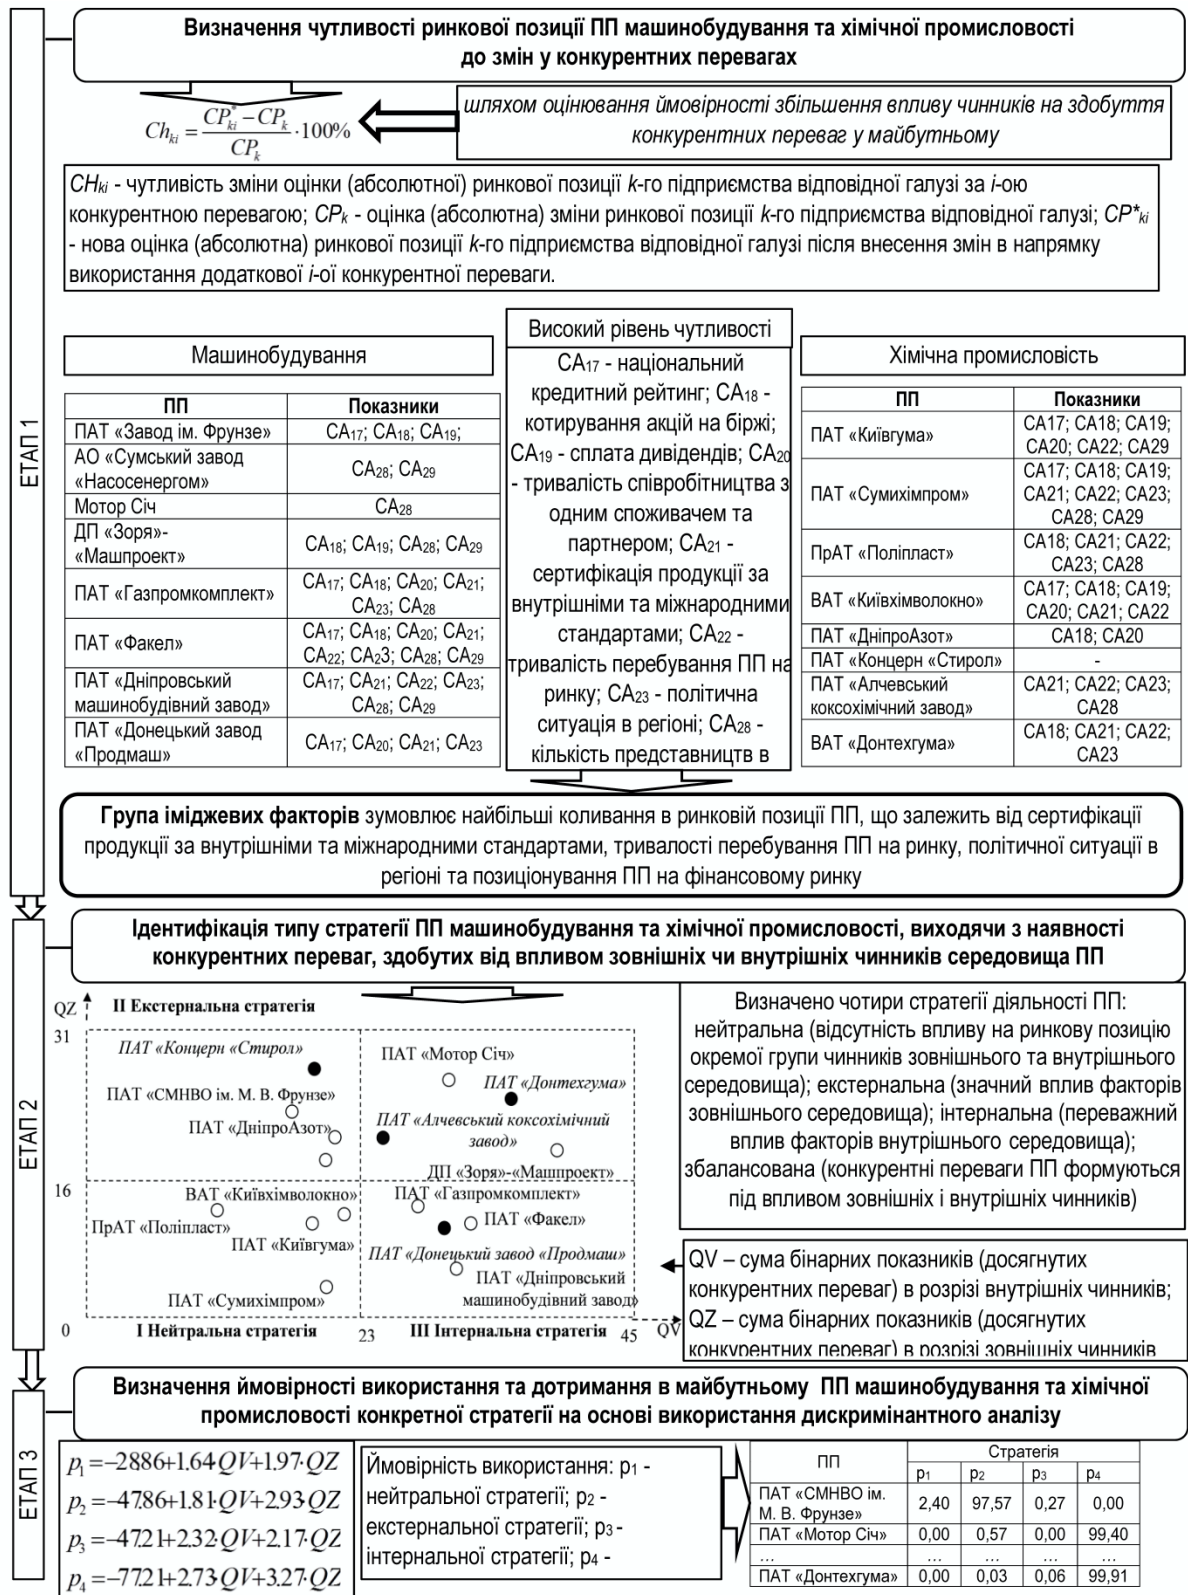 ЕТАП 1
Визначення чутливості ринкової позиції ПП машинобудування та хімічної промисловості
до змін у конкурентних перевагах
Ch_ki = (CP*_ki − CP_k) / CP_k · 100%
шляхом оцінювання ймовірності збільшення впливу чинників на здобуття
конкурентних переваг у майбутньому
CH_ki - чутливість зміни оцінки (абсолютної) ринкової позиції k-го підприємства відповідної галузі за i-ою
конкурентною перевагою; CP_k - оцінка (абсолютна) зміни ринкової позиції k-го підприємства відповідної галузі; CP*_ki
- нова оцінка (абсолютна) ринкової позиції k-го підприємства відповідної галузі після внесення змін в напрямку
використання додаткової i-ої конкурентної переваги.
Машинобудування
ПП Показники
ПАТ «Завод ім. Фрунзе» CA17; CA18; CA19;
АО «Сумський завод
«Насосенергом» CA28; CA29
Мотор Січ CA28
ДП «Зоря»-
«Машпроект» CA18; CA19; CA28; CA29
ПАТ «Газпромкомплект» CA17; CA18; CA20; CA21;
CA23; CA28
ПАТ «Факел» CA17; CA18; CA20; CA21;
CA22; CA23; CA28; CA29
ПАТ «Дніпровський
машинобудівний завод» CA17; CA21; CA22; CA23;
CA28; CA29
ПАТ «Донецький завод
«Продмаш» CA17; CA20; CA21; CA23
Високий рівень чутливості
CA17 - національний
кредитний рейтинг; CA18 -
котирування акцій на біржі;
CA19 - сплата дивідендів; CA20
- тривалість співробітництва з
одним споживачем та
партнером; CA21 -
сертифікація продукції за
внутрішніми та міжнародними
стандартами; CA22 -
тривалість перебування ПП на
ринку; CA23 - політична
ситуація в регіоні; CA28 -
кількість представництв в
Хімічна промисловість
ПП Показники
ПАТ «Київгума» CA17; CA18; CA19;
CA20; CA22; CA29
ПАТ «Сумихімпром» CA17; CA18; CA19;
CA21; CA22; CA23;
CA28; CA29
ПрАТ «Поліпласт» CA18; CA21; CA22;
CA23; CA28
ВАТ «Київхімволокно» CA17; CA18; CA19;
CA20; CA21; CA22
ПАТ «ДніпроАзот» CA18; CA20
ПАТ «Концерн «Стирол» -
ПАТ «Алчевський
коксохімічний завод» CA21; CA22; CA23;
CA28
ВАТ «Донтехгума» CA18; CA21; CA22;
CA23
Група іміджевих факторів зумовлює найбільші коливання в ринковій позиції ПП, що залежить від сертифікації
продукції за внутрішніми та міжнародними стандартами, тривалості перебування ПП на ринку, політичної ситуації в
регіоні та позиціонування ПП на фінансовому ринку
ЕТАП 2
Ідентифікація типу стратегії ПП машинобудування та хімічної промисловості, виходячи з наявності
конкурентних переваг, здобутих від впливом зовнішніх чи внутрішніх чинників середовища ПП
QZ
II Екстернальна стратегія
31
ПАТ «Концерн «Стирол»
ПАТ «Мотор Січ»
ПАТ «СМНВО ім. М. В. Фрунзе»
ПАТ «Донтехгума»
ПАТ «ДніпроАзот»
ПАТ «Алчевський коксохімічний
завод»
ДП «Зоря»-«Машпроект»
16
ВАТ «Київхімволокно»
ПАТ «Газпромкомплект»
ПрАТ «Поліпласт»
ПАТ «Факел»
ПАТ «Київгума»
ПАТ «Донецький завод «Продмаш»
ПАТ «Сумихімпром»
ПАТ «Дніпровський
машинобудівний завод»
0
I Нейтральна стратегія
23
III Інтернальна стратегія
45
QV
Визначено чотири стратегії діяльності ПП:
нейтральна (відсутність впливу на ринкову позицію
окремої групи чинників зовнішнього та внутрішнього
середовища); екстернальна (значний вплив факторів
зовнішнього середовища); інтернальна (переважний
вплив факторів внутрішнього середовища);
збалансована (конкурентні переваги ПП формуються
під впливом зовнішніх і внутрішніх чинників)
QV – сума бінарних показників (досягнутих
конкурентних переваг) в розрізі внутрішніх чинників;
QZ – сума бінарних показників (досягнутих
конкурентних переваг) в розрізі зовнішніх чинників
ЕТАП 3
Визначення ймовірності використання та дотримання в майбутньому ПП машинобудування та хімічної
промисловості конкретної стратегії на основі використання дискримінантного аналізу
p1=−28.86+1.64·QV+1.97·QZ
p2=−47.86+1.81·QV+2.93·QZ
p3=−47.21+2.32·QV+2.17·QZ
p4=−77.21+2.73·QV+3.27·QZ
Ймовірність використання: p1 -
нейтральної стратегії; p2 -
екстернальної стратегії; p3 -
інтернальної стратегії; p4 -
ПП Стратегія
p1 p2 p3 p4
ПАТ «СМНВО ім.
М. В. Фрунзе» 2,40 97,57 0,27 0,00
ПАТ «Мотор Січ» 0,00 0,57 0,00 99,40
… … … … …
ПАТ «Донтехгума» 0,00 0,03 0,06 99,91